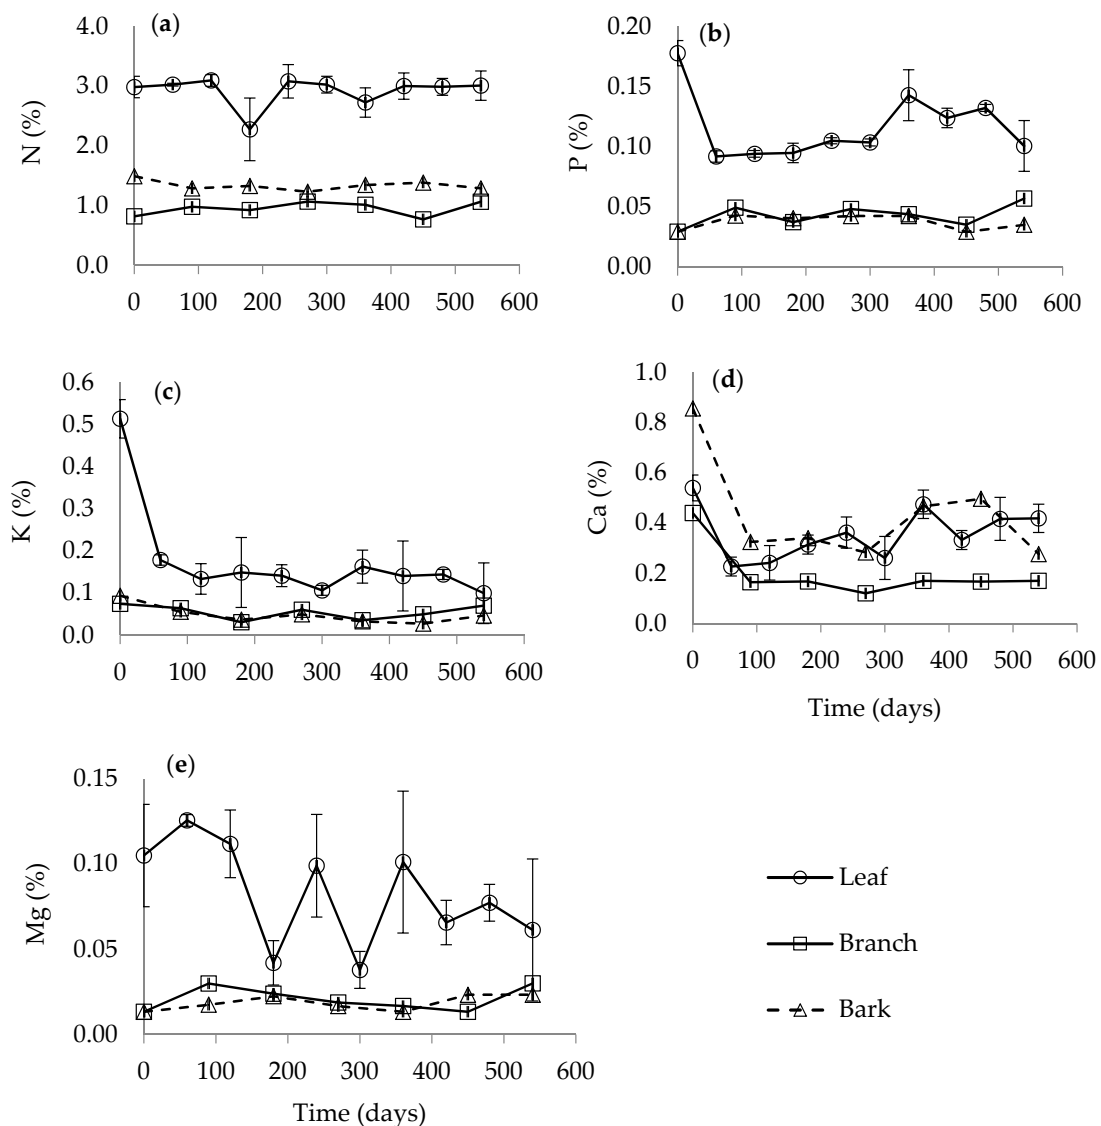 (a)
N (%)
4.0
3.0
2.0
1.0
0.0
0 100 200 300 400 500 600
(b)
P (%)
0.20
0.15
0.10
0.05
0.00
0 100 200 300 400 500 600
(c)
K (%)
0.6
0.5
0.4
0.3
0.2
0.1
0.0
0 100 200 300 400 500 600
(d)
Ca (%)
1.0
0.8
0.6
0.4
0.2
0.0
0 100 200 300 400 500 600
Time (days)
(e)
Mg (%)
0.15
0.10
0.05
0.00
0 100 200 300 400 500 600
Time (days)
Leaf
Branch
Bark